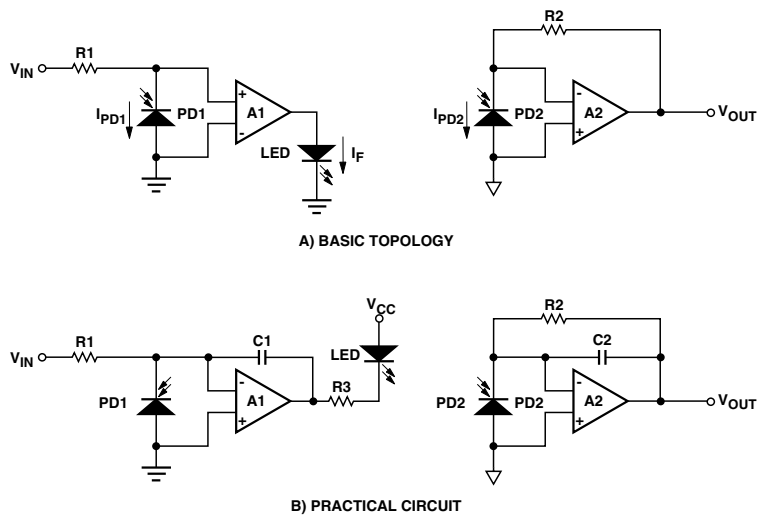 R1
V_IN
I_PD1
PD1
+
-
A1
LED
I_F
R2
I_PD2
PD2
-
+
A2
V_OUT
A) BASIC TOPOLOGY
V_IN
R1
PD1
C1
-
+
A1
R3
V_CC
LED
R2
C2
PD2
PD2
-
+
A2
V_OUT
B) PRACTICAL CIRCUIT